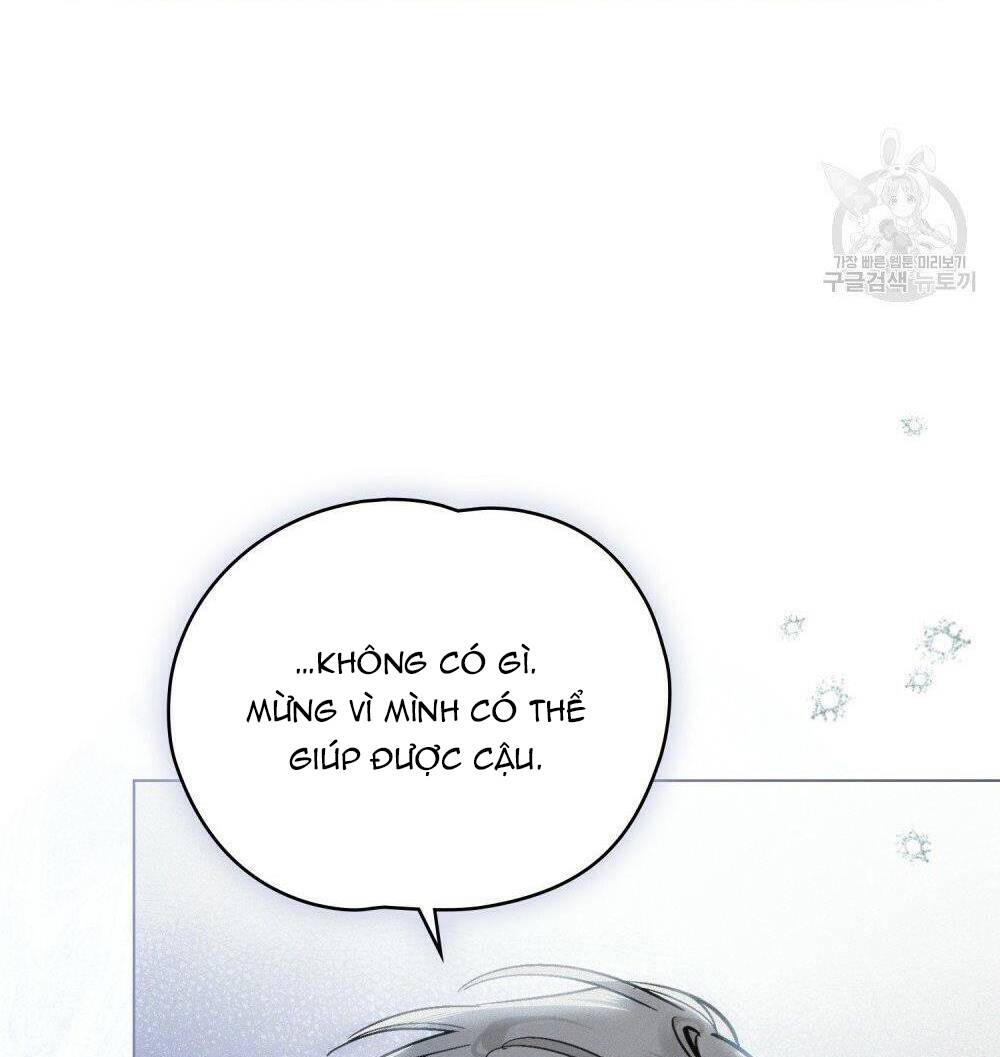 가장 빠른 웹툰 미리보기
구글검색 뉴토끼
...KHÔNG CÓ GÌ.
MỪNG VÌ MÌNH CÓ THỂ
GIÚP ĐƯỢC CẬU.